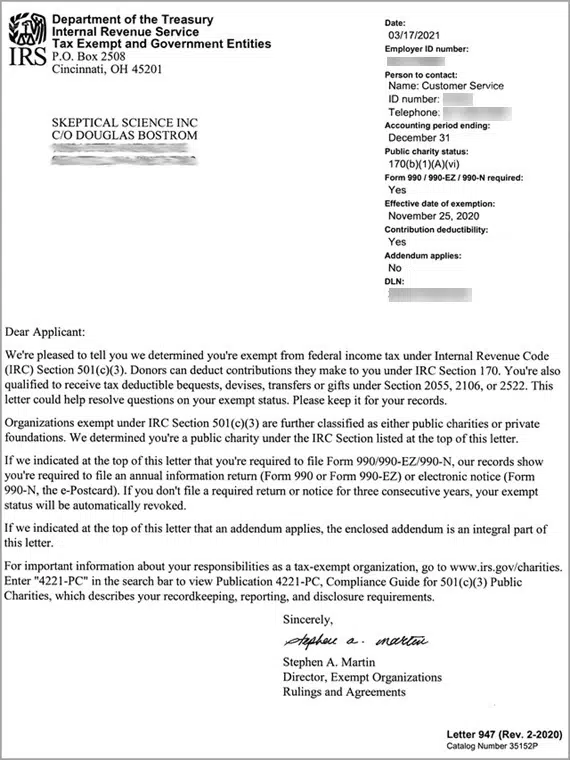 IRS
Department of the Treasury
Internal Revenue Service
Tax Exempt and Government Entities
P.O. Box 2508
Cincinnati, OH 45201
SKEPTICAL SCIENCE INC
C/O DOUGLAS BOSTROM
Date:
03/17/2021
Employer ID number:
Person to contact:
Name: Customer Service
ID number:
Telephone:
Accounting period ending:
December 31
Public charity status:
170(b)(1)(A)(vi)
Form 990 / 990-EZ / 990-N required:
Yes
Effective date of exemption:
November 25, 2020
Contribution deductibility:
Yes
Addendum applies:
No
DLN:
Dear Applicant:
We're pleased to tell you we determined you're exempt from federal income tax under Internal Revenue Code
(IRC) Section 501(c)(3). Donors can deduct contributions they make to you under IRC Section 170. You're also
qualified to receive tax deductible bequests, devises, transfers or gifts under Section 2055, 2106, or 2522. This
letter could help resolve questions on your exempt status. Please keep it for your records.
Organizations exempt under IRC Section 501(c)(3) are further classified as either public charities or private
foundations. We determined you're a public charity under the IRC Section listed at the top of this letter.
If we indicated at the top of this letter that you're required to file Form 990/990-EZ/990-N, our records show
you're required to file an annual information return (Form 990 or Form 990-EZ) or electronic notice (Form
990-N, the e-Postcard). If you don't file a required return or notice for three consecutive years, your exempt
status will be automatically revoked.
If we indicated at the top of this letter that an addendum applies, the enclosed addendum is an integral part of
this letter.
For important information about your responsibilities as a tax-exempt organization, go to www.irs.gov/charities.
Enter "4221-PC" in the search bar to view Publication 4221-PC, Compliance Guide for 501(c)(3) Public
Charities, which describes your recordkeeping, reporting, and disclosure requirements.
Sincerely,
Stephen a. martin
Stephen A. Martin
Director, Exempt Organizations
Rulings and Agreements
Letter 947 (Rev. 2-2020)
Catalog Number 35152P